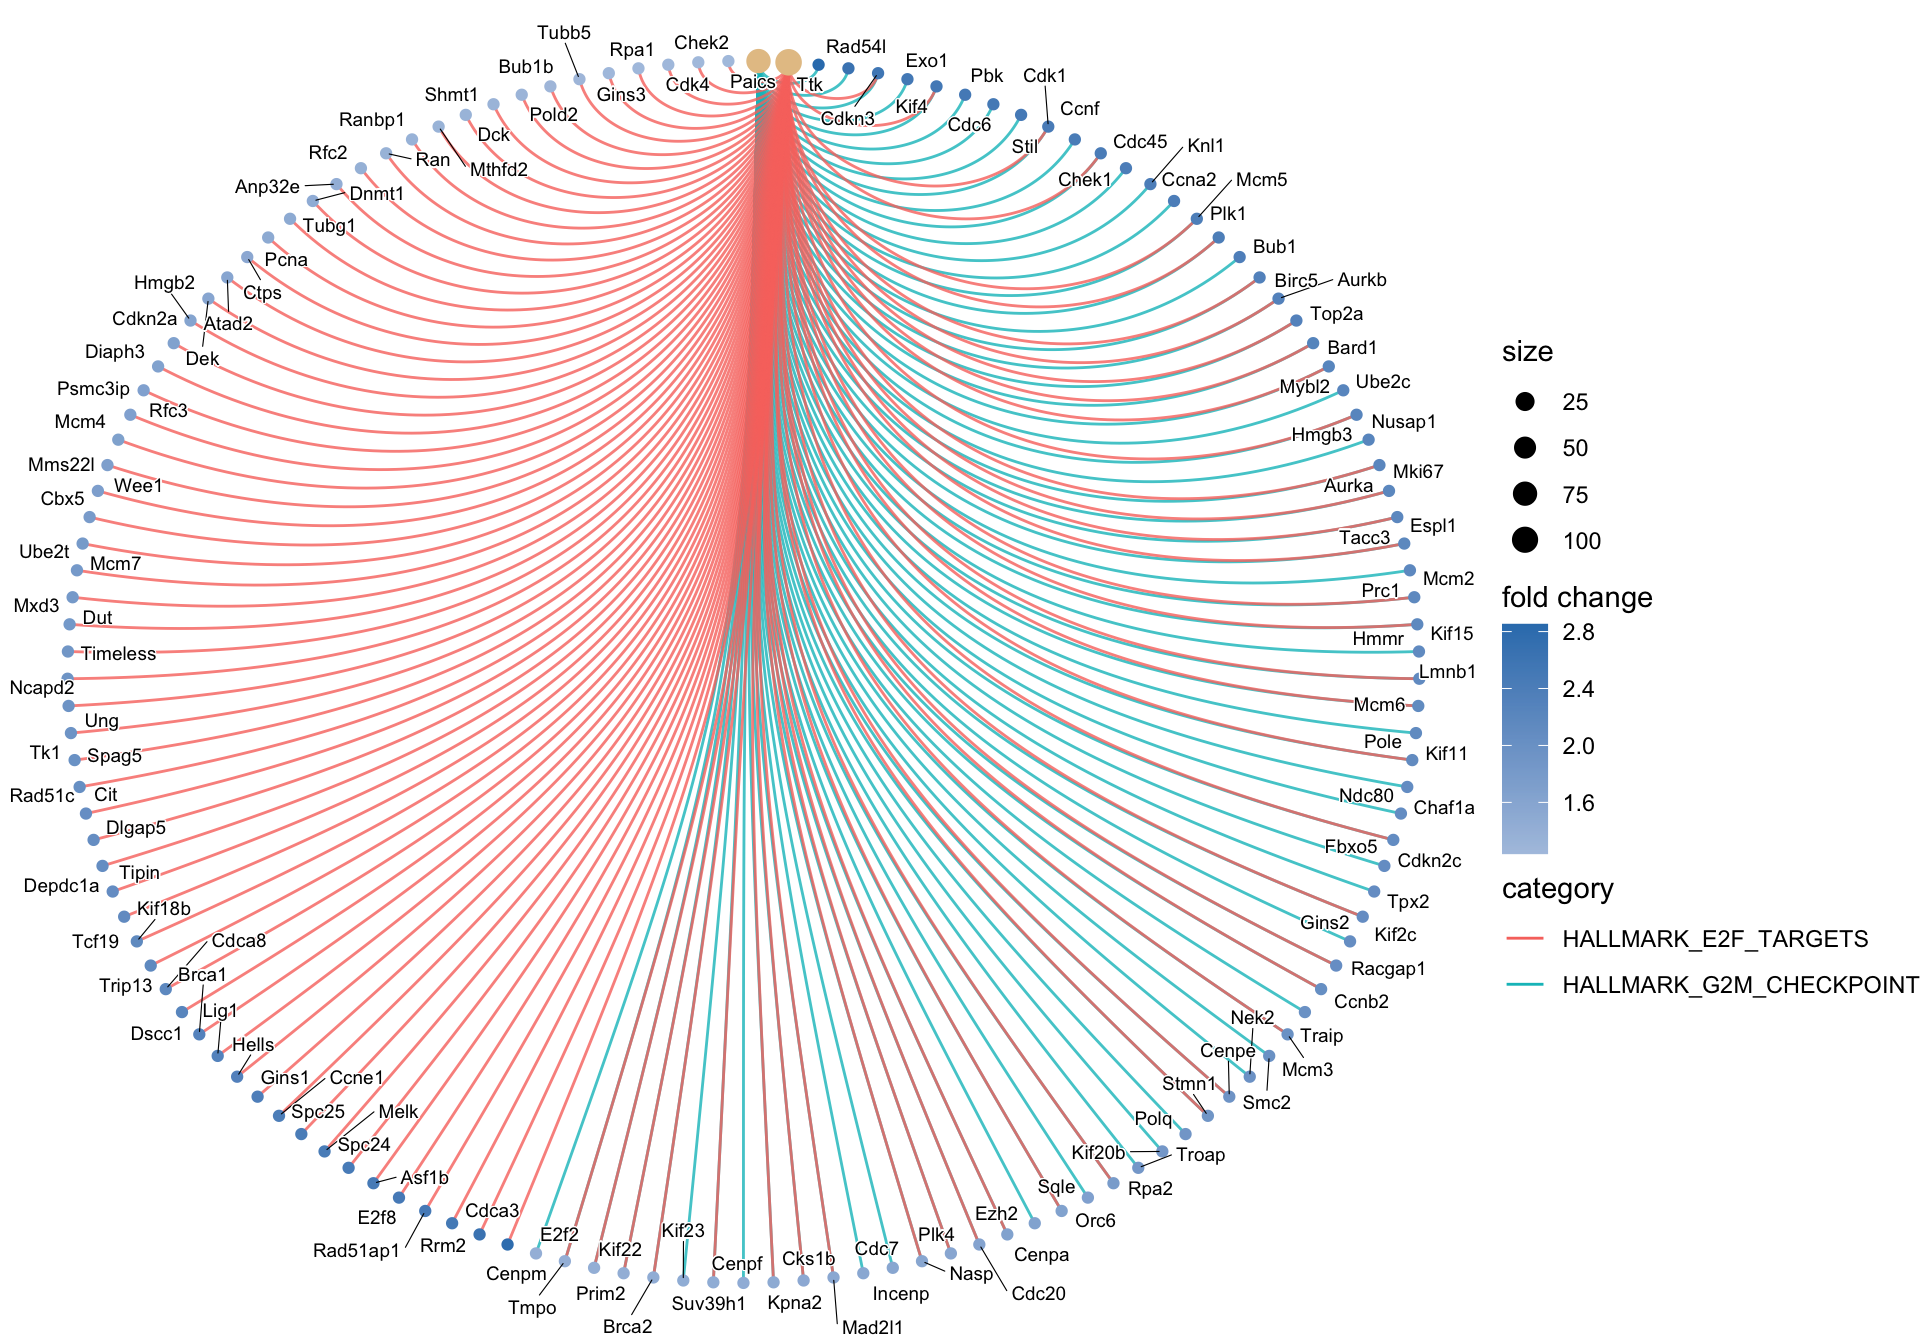 Tubb5
Rpa1
Chek2
Rad54l
Bub1b
Cdk4
Paics
Ttk
Exo1
Pbk
Cdk1
Shmt1
Gins3
Kif4
Ccnf
Ranbp1
Pold2
Cdkn3
Cdc6
Dck
Stil
Cdc45
Knl1
Rfc2
Ran
Mthfd2
Chek1
Ccna2
Mcm5
Anp32e
Dnmt1
Plk1
Tubg1
Bub1
Pcna
Birc5
Aurkb
Hmgb2
Ctps
Cdkn2a
Atad2
Top2a
Diaph3
Dek
Bard1
size
Psmc3ip
Mybl2
Ube2c
25
Mcm4
Rfc3
Hmgb3
Nusap1
50
Mms22l
Wee1
Aurka
Mki67
75
Cbx5
Espl1
Tacc3
100
Ube2t
Mcm7
Mcm2
Prc1
fold change
Mxd3
Dut
Hmmr
Kif15
2.8
Timeless
Lmnb1
2.4
Ncapd2
Mcm6
Ung
Pole
2.0
Tk1
Spag5
Kif11
Rad51c
Cit
Ndc80
Chaf1a
1.6
Dlgap5
Fbxo5
Cdkn2c
Depdc1a
Tipin
Tpx2
category
Kif18b
Gins2
Kif2c
HALLMARK_E2F_TARGETS
Tcf19
Cdca8
Racgap1
HALLMARK_G2M_CHECKPOINT
Trip13
Brca1
Ccnb2
Dscc1
Lig1
Nek2
Traip
Hells
Cenpe
Mcm3
Gins1
Ccne1
Stmn1
Smc2
Spc25
Melk
Polq
Spc24
Kif20b
Troap
Asf1b
Sqle
Rpa2
E2f8
Cdca3
Ezh2
Orc6
Rad51ap1
Rrm2
E2f2
Kif22
Kif23
Cenpf
Cks1b
Cdc7
Plk4
Cenpa
Cenpm
Prim2
Suv39h1
Kpna2
Incenp
Nasp
Cdc20
Tmpo
Brca2
Mad2l1